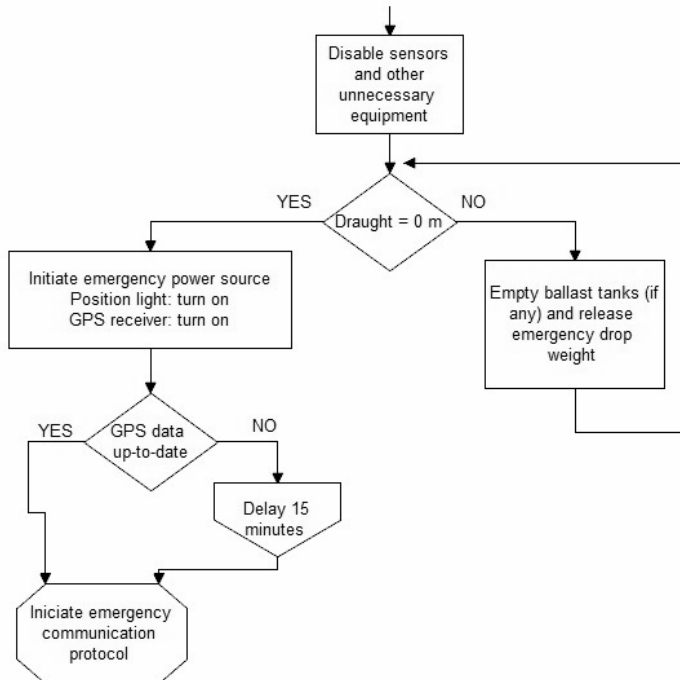 Disable sensors
and other
unnecessary
equipment
YES
NO
Draught = 0 m
Initiate emergency power source
Position light: turn on
GPS receiver: turn on
Empty ballast tanks (if
any) and release
emergency drop
weight
YES
NO
GPS data
up-to-date
Delay 15
minutes
Iniciate emergency
communication
protocol